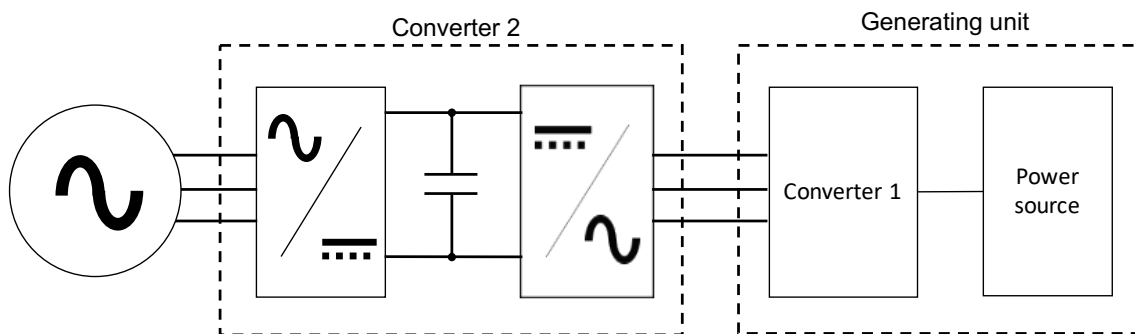 Converter 2
Generating unit
Converter 1
Power
source